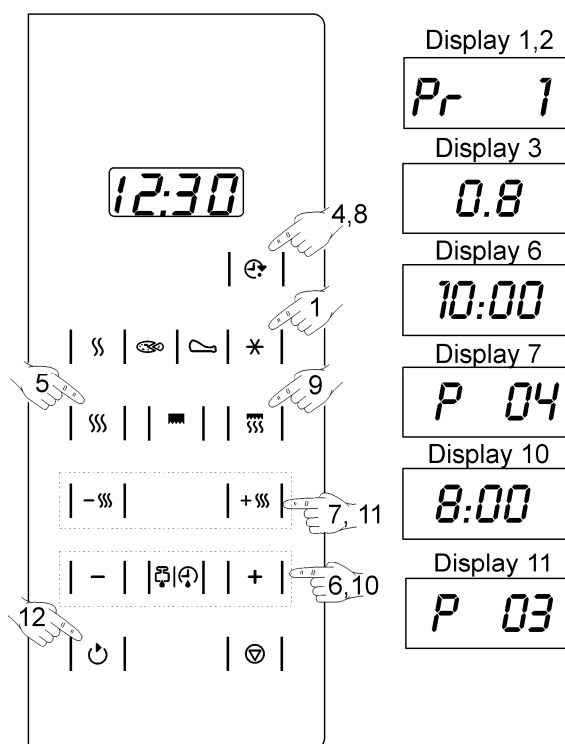 12:30
4,8
1
5
9
7, 11
6,10
12
Display 1,2
Pr 1
Display 3
0.8
Display 6
10:00
Display 7
P 04
Display 10
8:00
Display 11
P 03